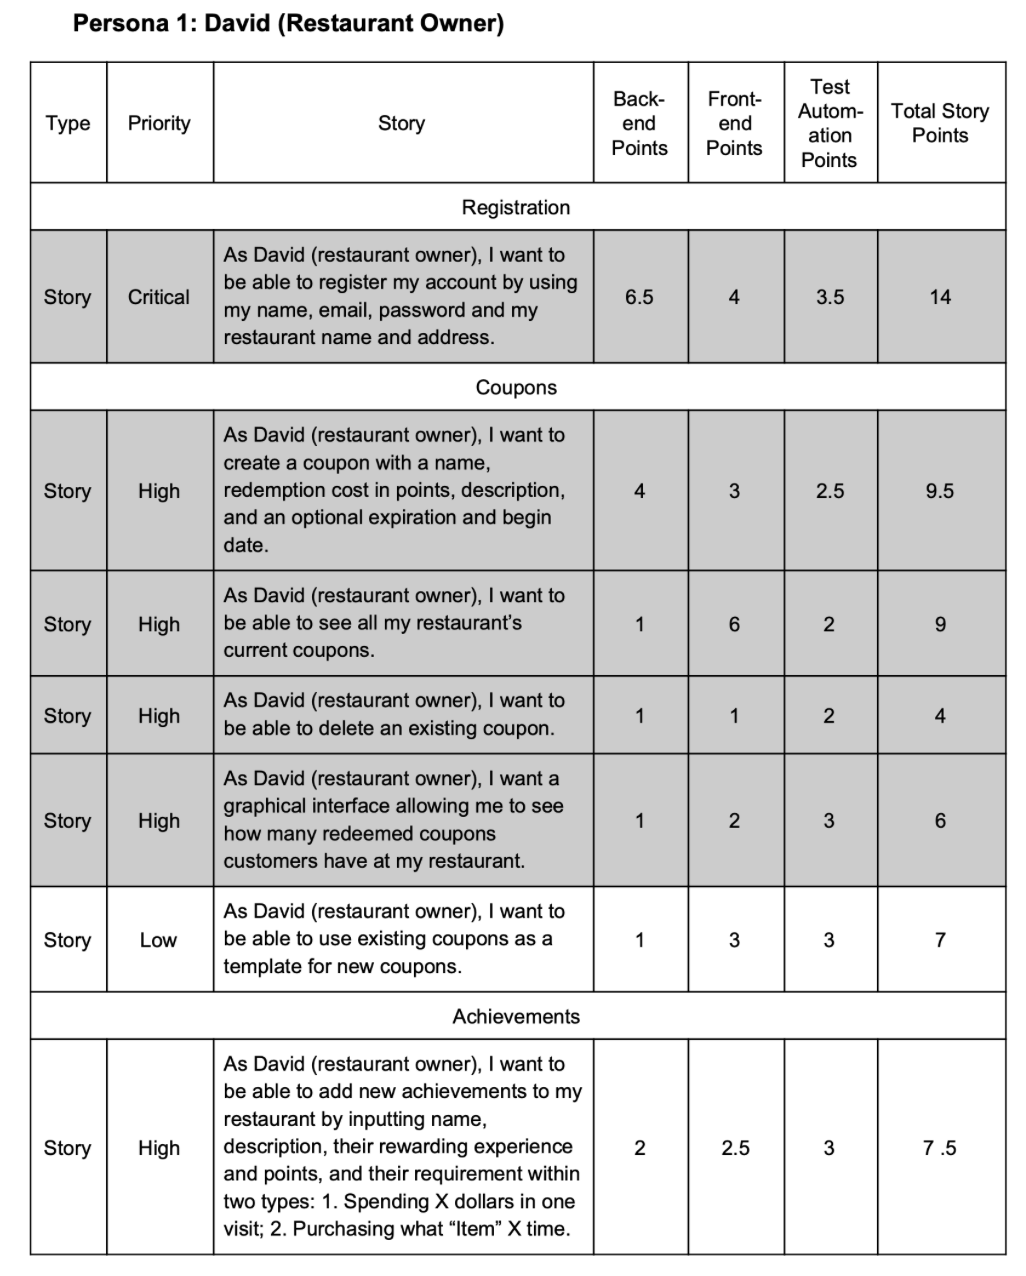 Persona 1: David (Restaurant Owner)
Type
Priority
Story
Back-
end
Points
Front-
end
Points
Test
Autom-
ation
Points
Total Story
Points
Registration
Story
Critical
As David (restaurant owner), I want to
be able to register my account by using
my name, email, password and my
restaurant name and address.
6.5
4
3.5
14
Coupons
Story
High
As David (restaurant owner), I want to
create a coupon with a name,
redemption cost in points, description,
and an optional expiration and begin
date.
4
3
2.5
9.5
Story
High
As David (restaurant owner), I want to
be able to see all my restaurant's
current coupons.
1
6
2
9
Story
High
As David (restaurant owner), I want to
be able to delete an existing coupon.
1
1
2
4
Story
High
As David (restaurant owner), I want a
graphical interface allowing me to see
how many redeemed coupons
customers have at my restaurant.
1
2
3
6
Story
Low
As David (restaurant owner), I want to
be able to use existing coupons as a
template for new coupons.
1
3
3
7
Achievements
Story
High
As David (restaurant owner), I want to
be able to add new achievements to my
restaurant by inputting name,
description, their rewarding experience
and points, and their requirement within
two types: 1. Spending X dollars in one
visit; 2. Purchasing what “Item” X time.
2
2.5
3
7 .5